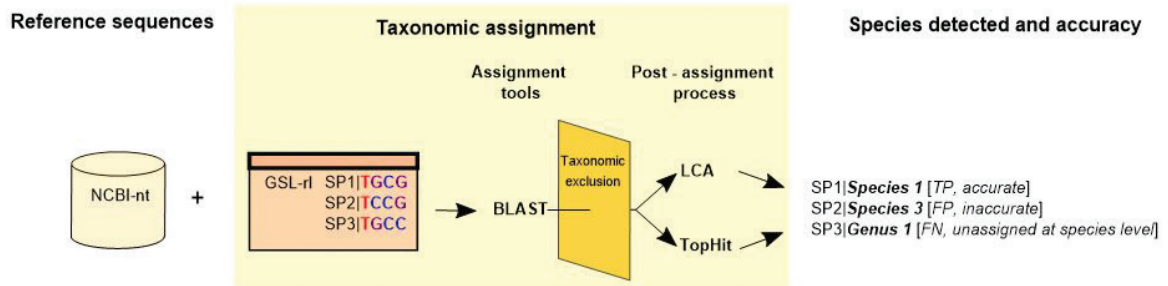 Reference sequences
Taxonomic assignment
Species detected and accuracy
Assignment
tools
Post - assignment
process
NCBI-nt
+
GSL-rl SP1|TGCG
SP2|TCCG
SP3|TGCC
BLAST
Taxonomic
exclusion
LCA
TopHit
SP1|Species 1 [TP, accurate]
SP2|Species 3 [FP, inaccurate]
SP3|Genus 1 [FN, unassigned at species level]